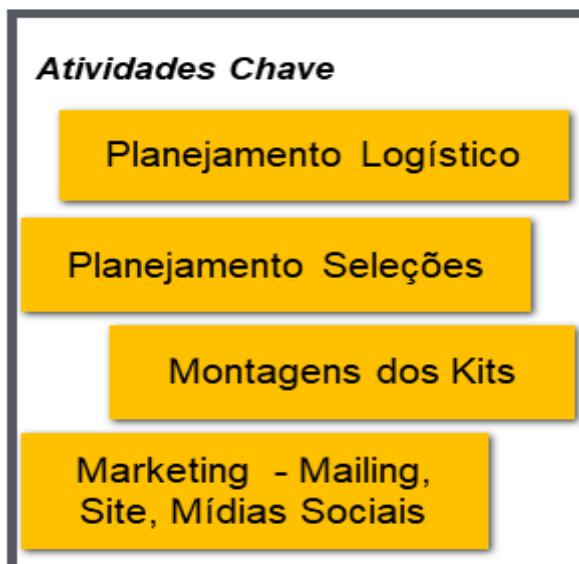 Atividades Chave
Planejamento Logístico
Planejamento Seleções
Montagens dos Kits
Marketing - Mailing,
Site, Mídias Sociais